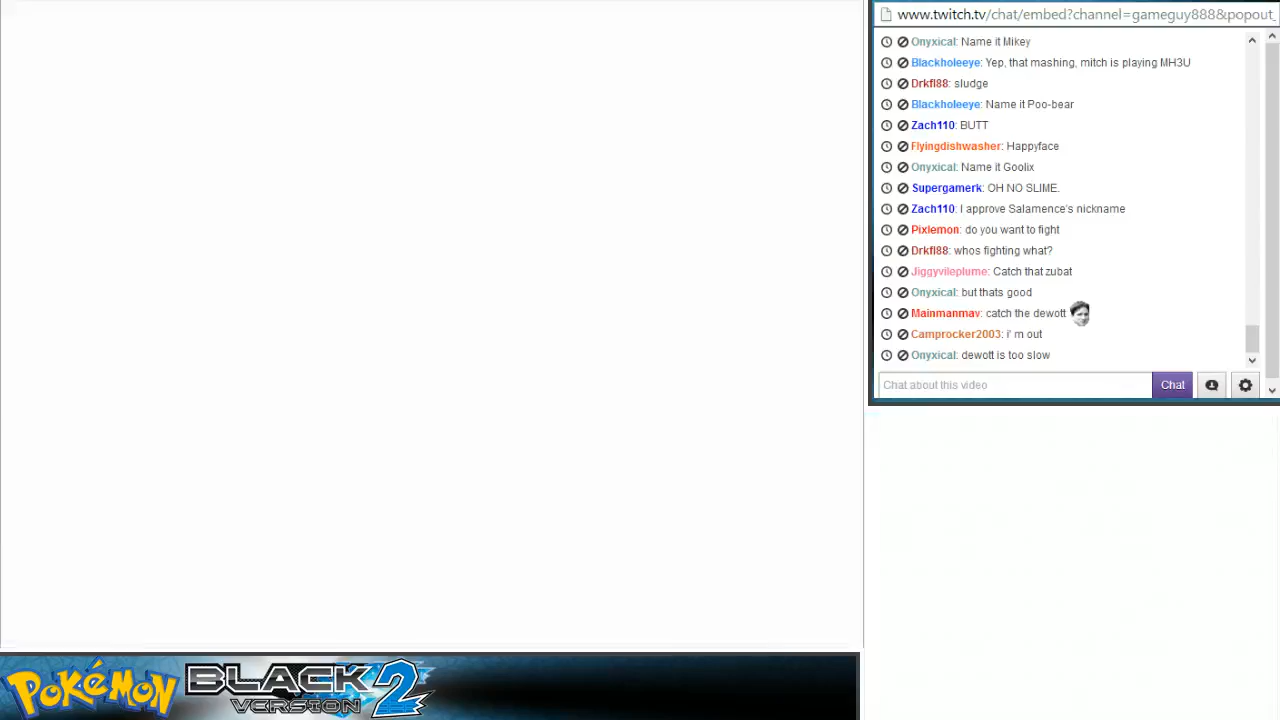 www.twitch.tv/chat/embed?channel=gameguy888&popout_
Onyxical: Name it Mikey
Blackholeeye: Yep, that mashing, mitch is playing MH3U
Drkfl88: sludge
Blackholeeye: Name it Poo-bear
Zach110: BUTT
Flyingdishwasher: Happyface
Onyxical: Name it Goolix
Supergamerk: OH NO SLIME.
Zach110: I approve Salamence's nickname
Pixlemon: do you want to fight
Drkfl88: whos fighting what?
Jiggyvileplume: Catch that zubat
Onyxical: but thats good
Mainmanmav: catch the dewott
Camprocker2003: i' m out
Onyxical: dewott is too slow
Chat about this video
Chat
POKéMON
BLACK 2
VERSION